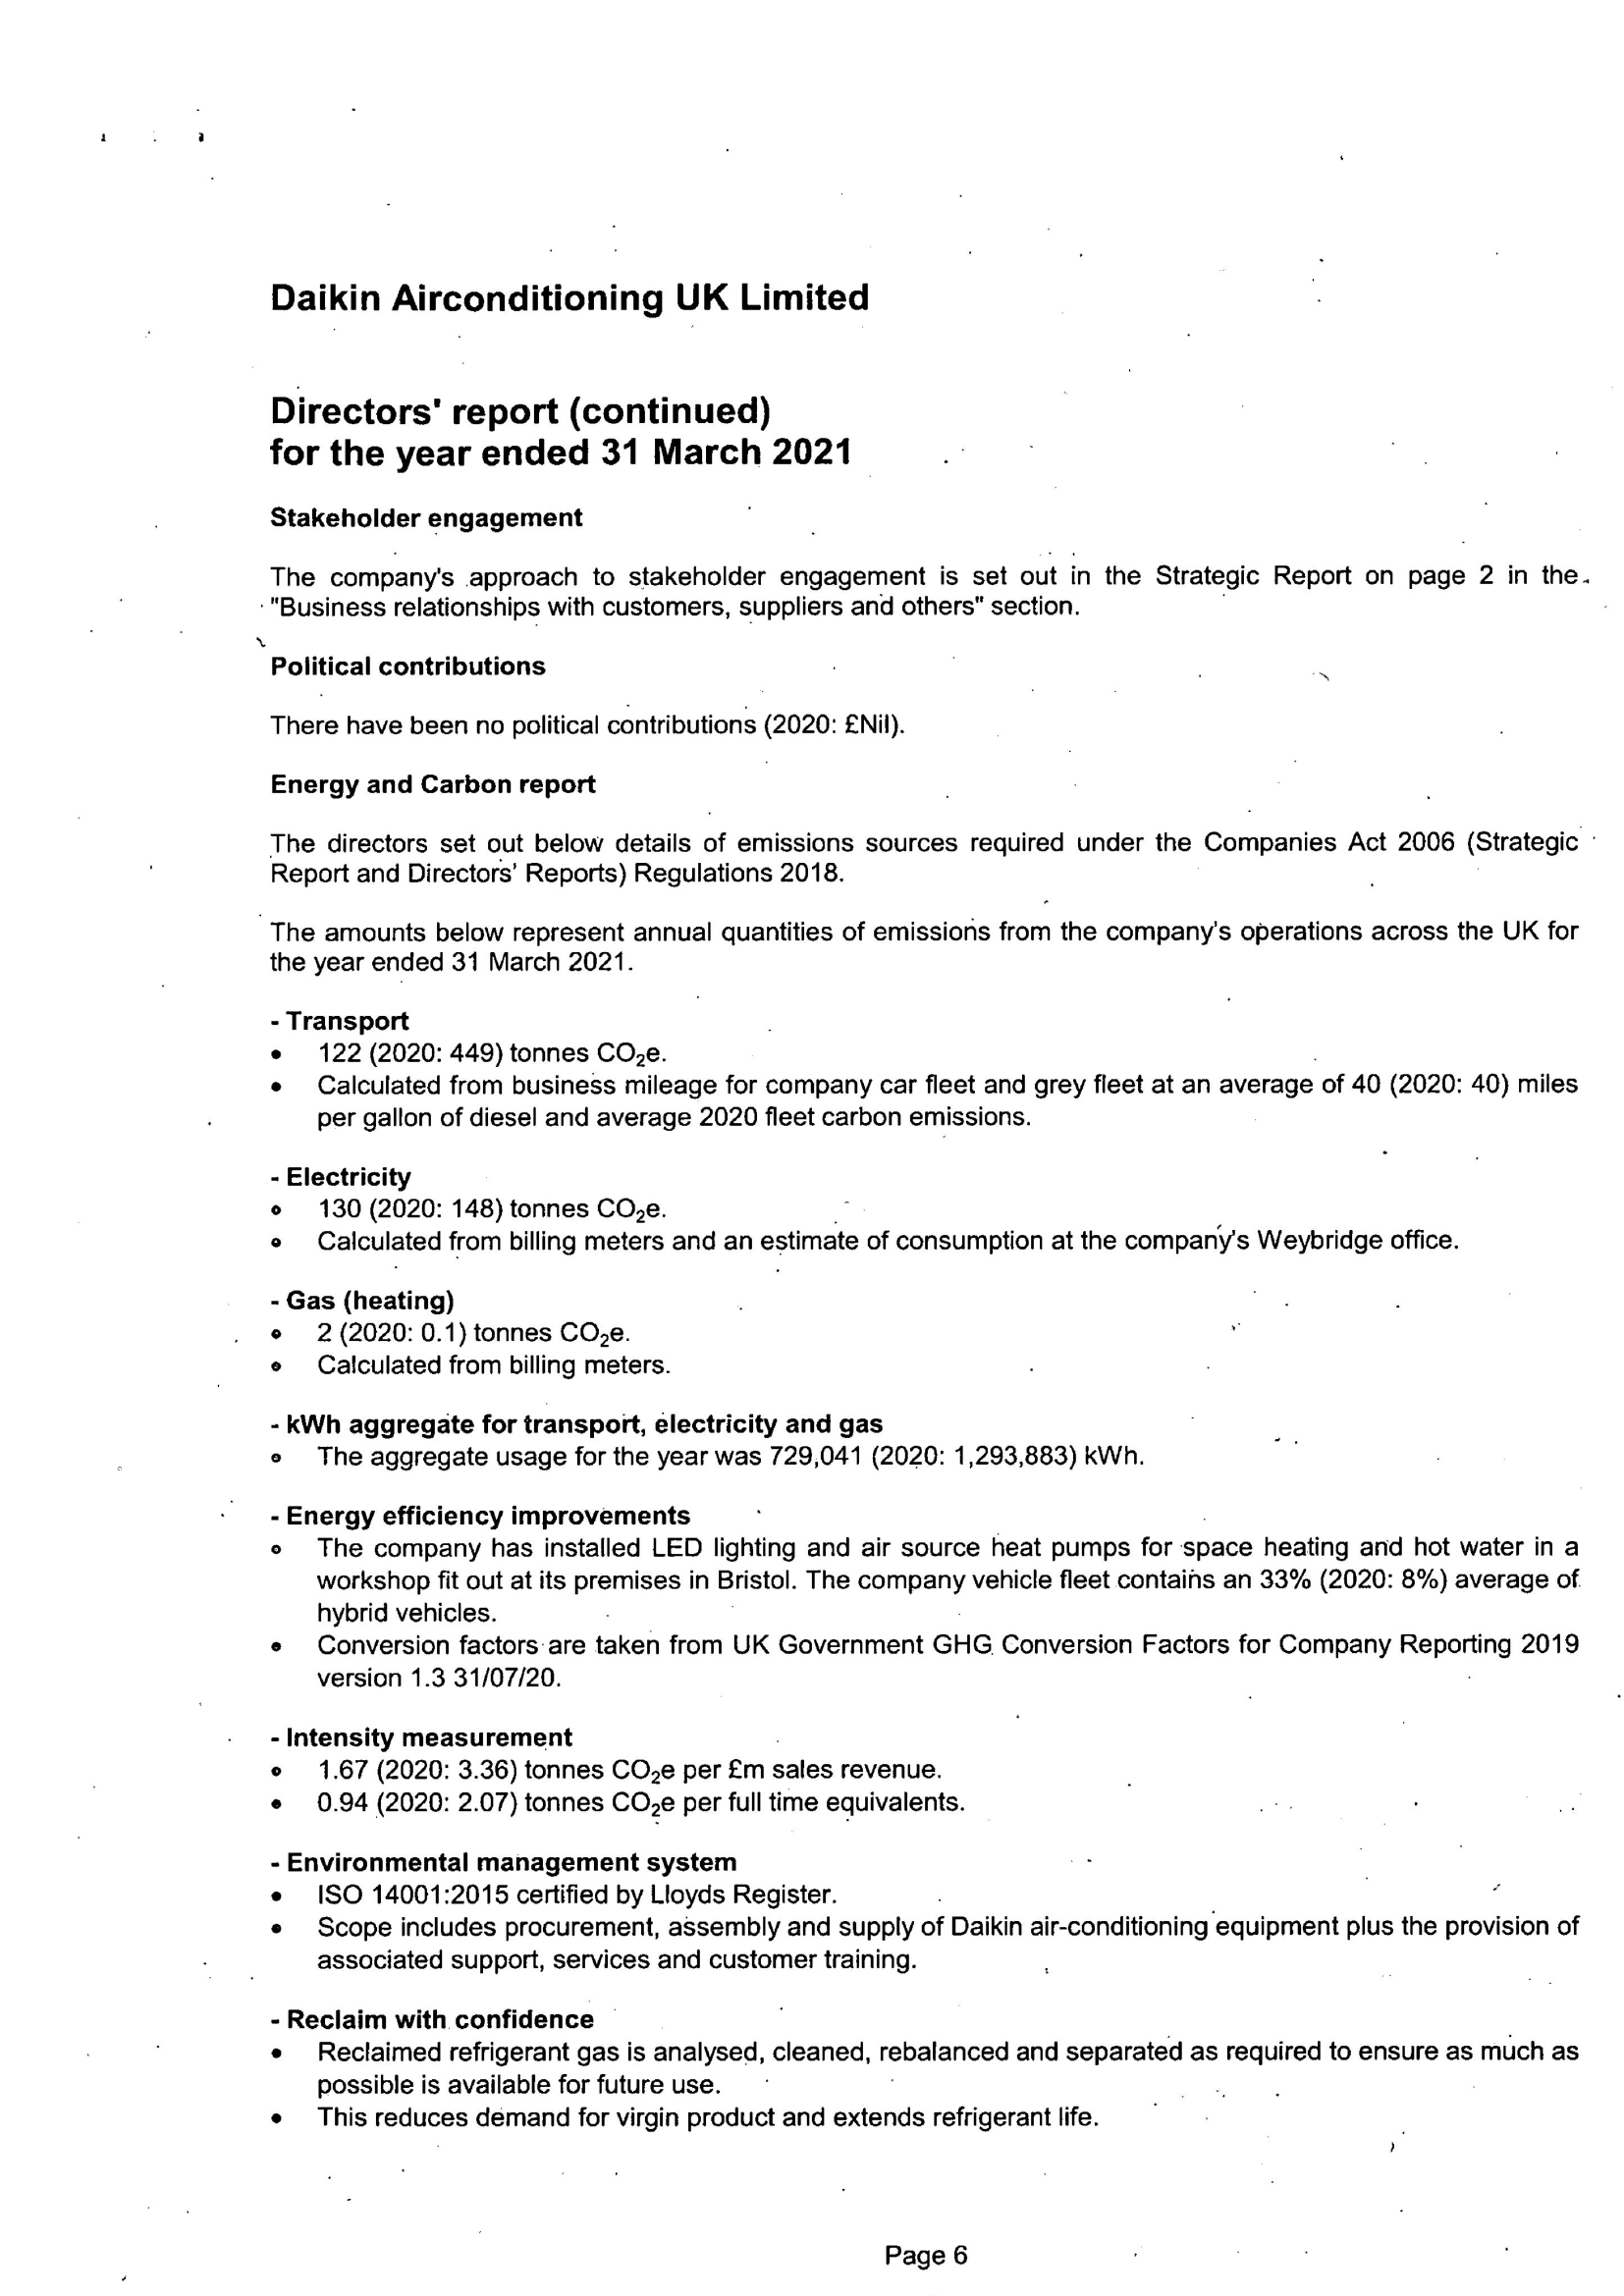 Daikin Airconditioning UK Limited
Directors' report (continued)
for the year ended 31 March 2021
Stakeholder engagement
The company's approach to stakeholder engagement is set out in the Strategic Report on page 2 in the
"Business relationships with customers, suppliers and others" section.
Political contributions
There have been no political contributions (2020: £Nil).
Energy and Carbon report
The directors set out below details of emissions sources required under the Companies Act 2006 (Strategic
Report and Directors' Reports) Regulations 2018.
The amounts below represent annual quantities of emissions from the company's operations across the UK for
the year ended 31 March 2021.
- Transport
• 122 (2020: 449) tonnes CO₂e.
• Calculated from business mileage for company car fleet and grey fleet at an average of 40 (2020: 40) miles
per gallon of diesel and average 2020 fleet carbon emissions.
- Electricity
• 130 (2020: 148) tonnes CO₂e.
• Calculated from billing meters and an estimate of consumption at the company's Weybridge office.
- Gas (heating)
• 2 (2020: 0.1) tonnes CO₂e.
• Calculated from billing meters.
- kWh aggregate for transport, electricity and gas
• The aggregate usage for the year was 729,041 (2020: 1,293,883) kWh.
- Energy efficiency improvements
• The company has installed LED lighting and air source heat pumps for space heating and hot water in a
workshop fit out at its premises in Bristol. The company vehicle fleet contains an 33% (2020: 8%) average of
hybrid vehicles.
• Conversion factors are taken from UK Government GHG Conversion Factors for Company Reporting 2019
version 1.3 31/07/20.
- Intensity measurement
• 1.67 (2020: 3.36) tonnes CO₂e per £m sales revenue.
• 0.94 (2020: 2.07) tonnes CO₂e per full time equivalents.
- Environmental management system
• ISO 14001:2015 certified by Lloyds Register.
• Scope includes procurement, assembly and supply of Daikin air-conditioning equipment plus the provision of
associated support, services and customer training.
- Reclaim with confidence
• Reclaimed refrigerant gas is analysed, cleaned, rebalanced and separated as required to ensure as much as
possible is available for future use.
• This reduces demand for virgin product and extends refrigerant life.
Page 6